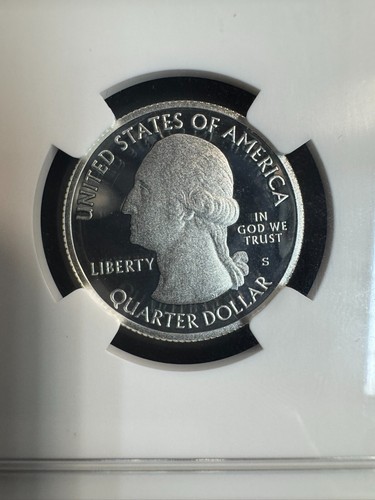 UNITED STATES OF AMERICA
LIBERTY
IN
GOD WE
TRUST
S
QUARTER DOLLAR